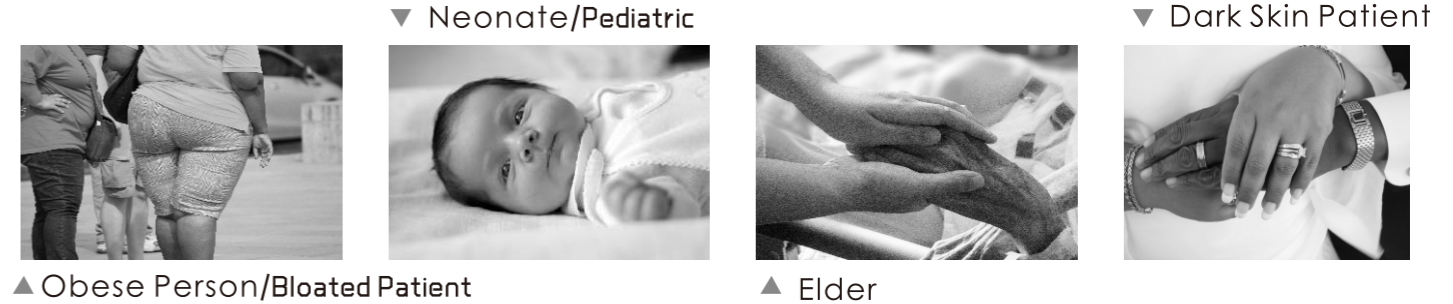 Neonate/Pediatric
Dark Skin Patient
Obese Person/Bloated Patient
Elder